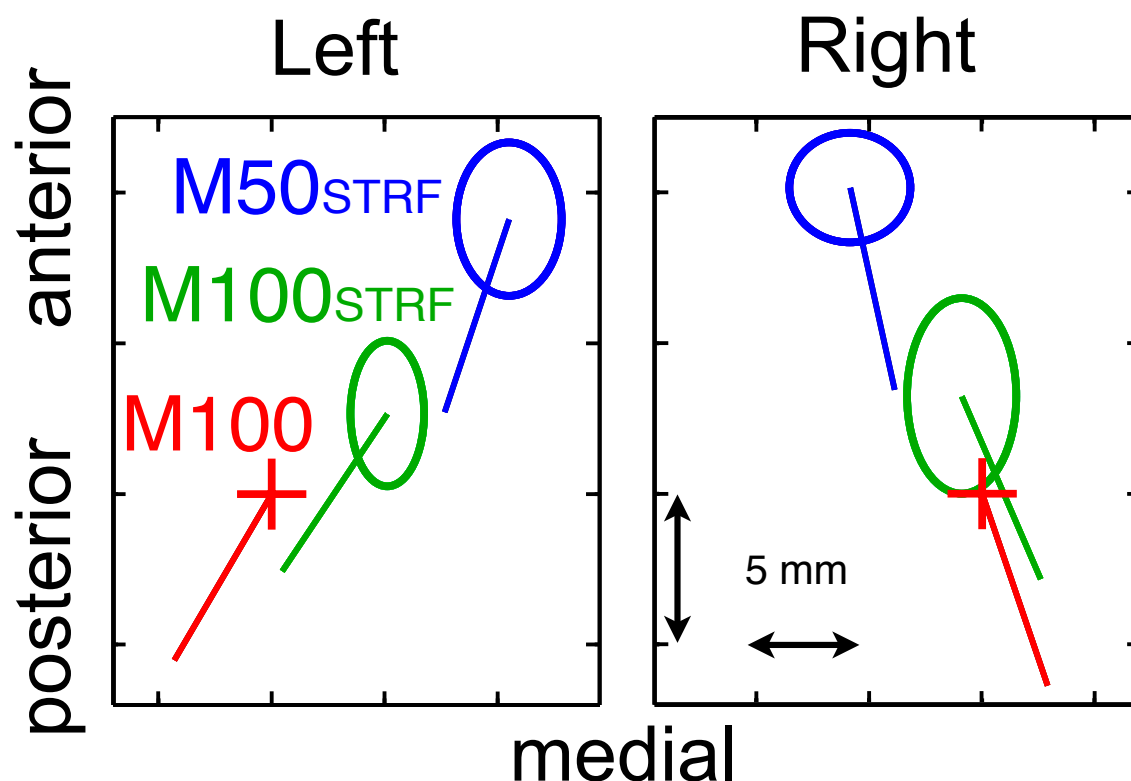 Left
Right
anterior
posterior
M50STRF
M100STRF
M100
5 mm
medial